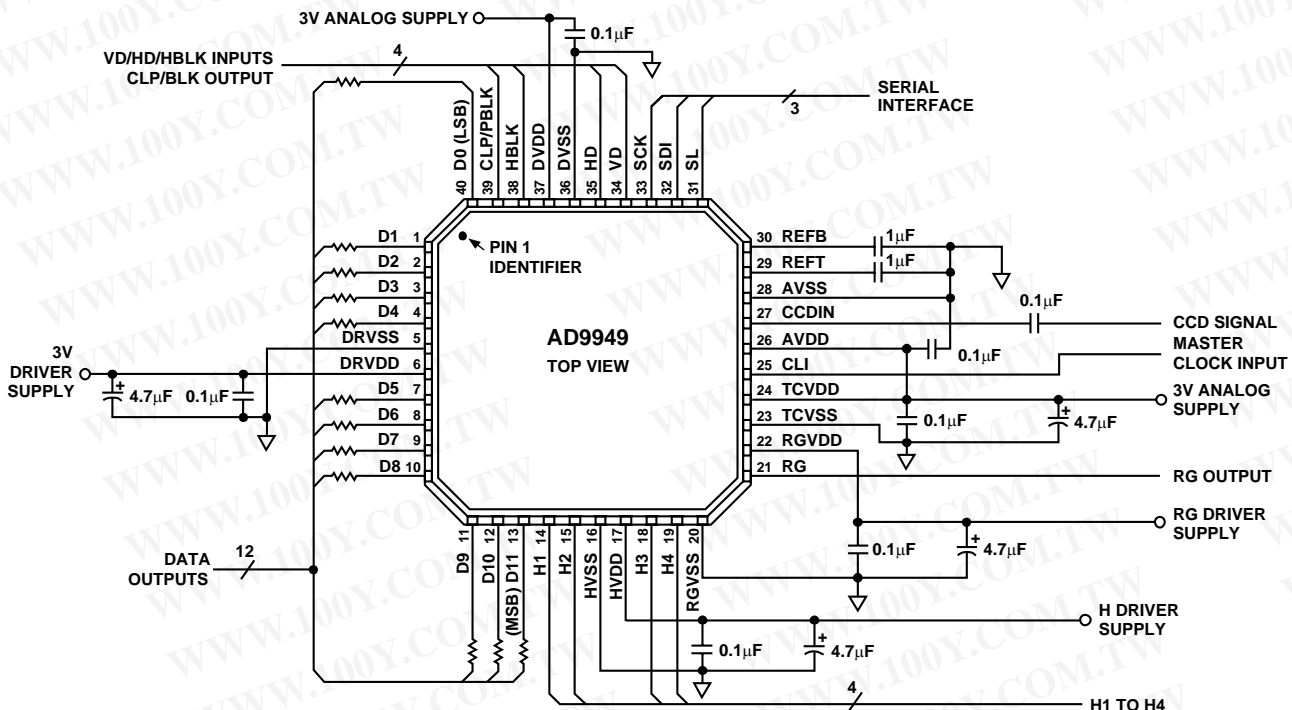 3V ANALOG SUPPLY
0.1µF
VD/HD/HBLK INPUTS
CLP/BLK OUTPUT
4
SERIAL
INTERFACE
3
40 D0 (LSB)
39 CLP/PBLK
38 HBLK
37 DVDD
36 DVSS
35 HD
34 VD
33 SCK
32 SDI
31 SL
D1 1
D2 2
D3 3
D4 4
DRVSS 5
DRVDD 6
D5 7
D6 8
D7 9
D8 10
PIN 1
IDENTIFIER
AD9949
TOP VIEW
30 REFB
1µF
29 REFT
1µF
28 AVSS
27 CCDIN
0.1µF
26 AVDD
0.1µF
25 CLI
24 TCVDD
23 TCVSS
0.1µF
4.7µF
22 RGVDD
21 RG
CCD SIGNAL
MASTER
CLOCK INPUT
3V ANALOG
SUPPLY
RG OUTPUT
RG DRIVER
SUPPLY
0.1µF
4.7µF
3V
DRIVER
SUPPLY
4.7µF
0.1µF
D9 11
D10 12
(MSB) D11 13
H1 14
H2 15
HVSS 16
HVDD 17
H3 18
H4 19
RGVSS 20
DATA
OUTPUTS
12
H DRIVER
SUPPLY
0.1µF
4.7µF
4
H1 TO H4
WWW.100Y.COM.TW